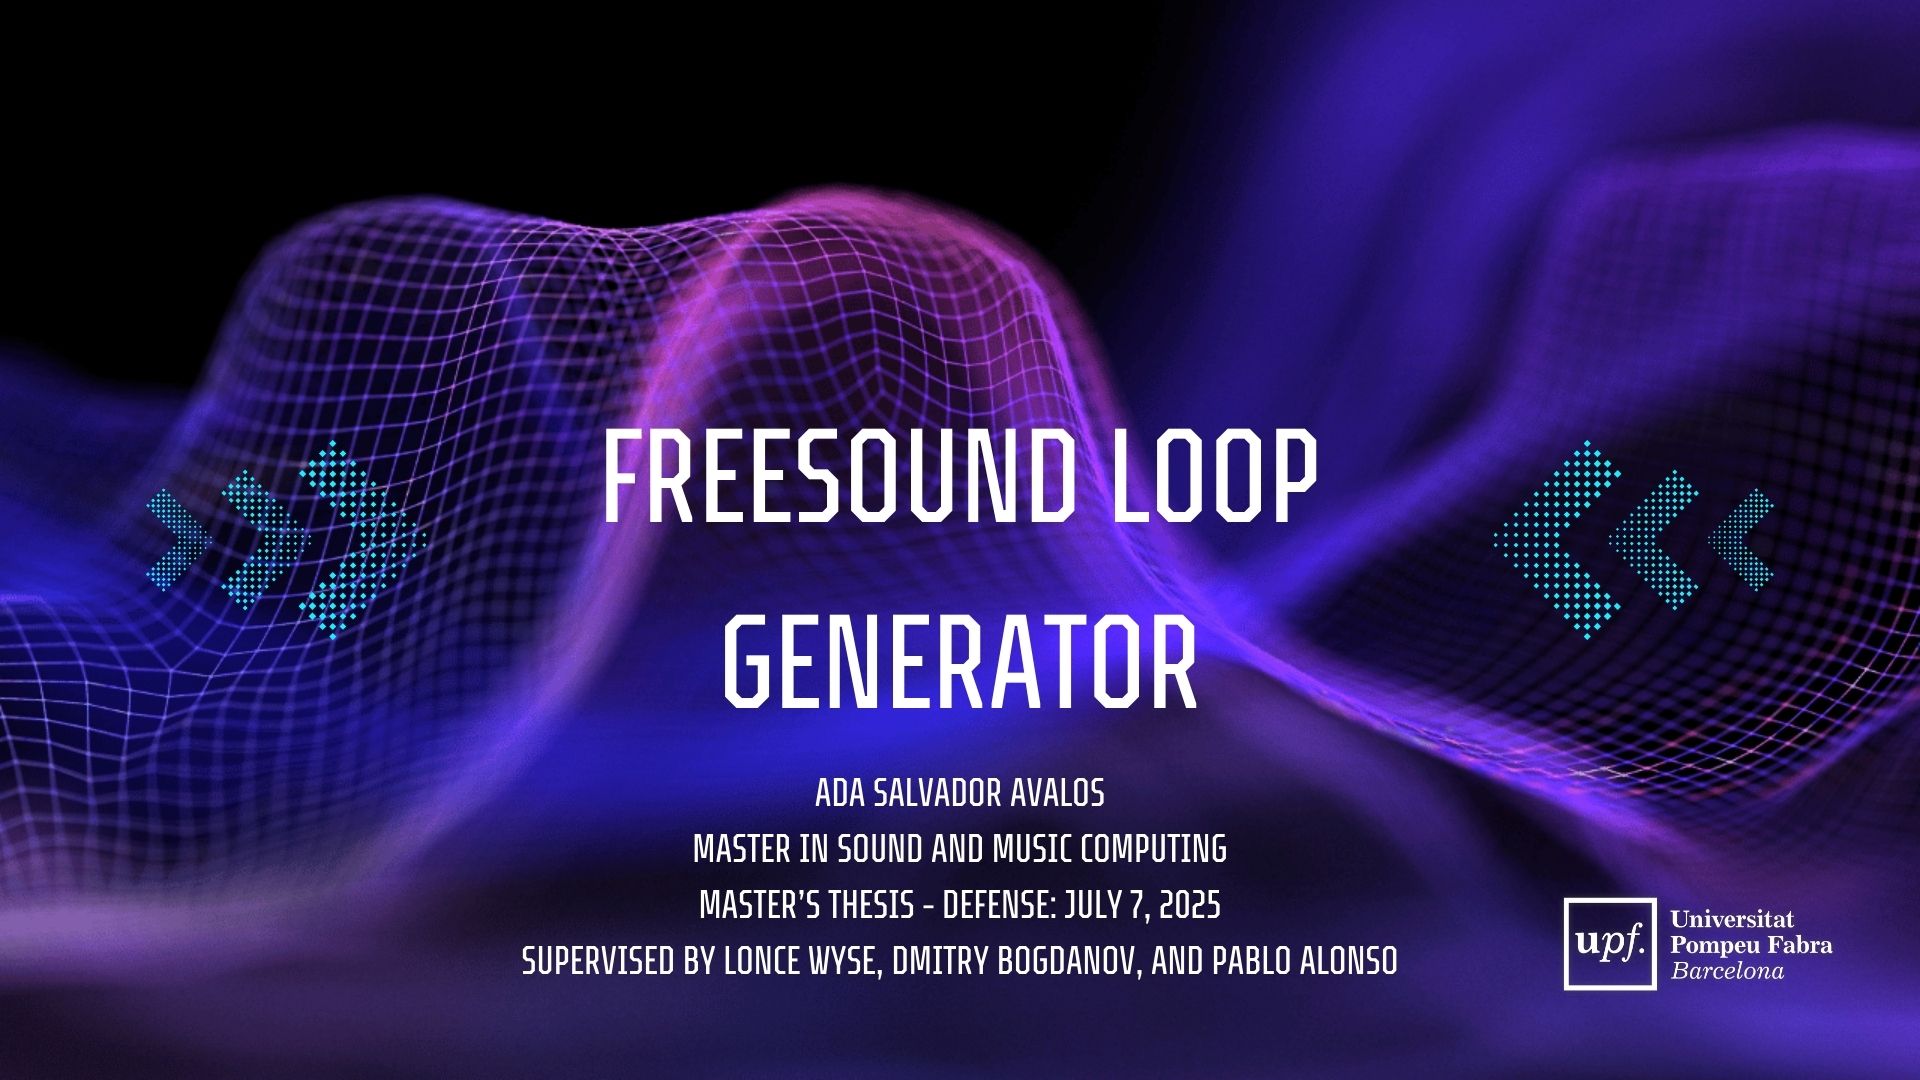 FREESOUND LOOP
GENERATOR
ADA SALVADOR AVALOS
MASTER IN SOUND AND MUSIC COMPUTING
MASTER'S THESIS - DEFENSE: JULY 7, 2025
SUPERVISED BY LONCE WYSE, DMITRY BOGDANOV, AND PABLO ALONSO
upf.
Universitat
Pompeu Fabra
Barcelona